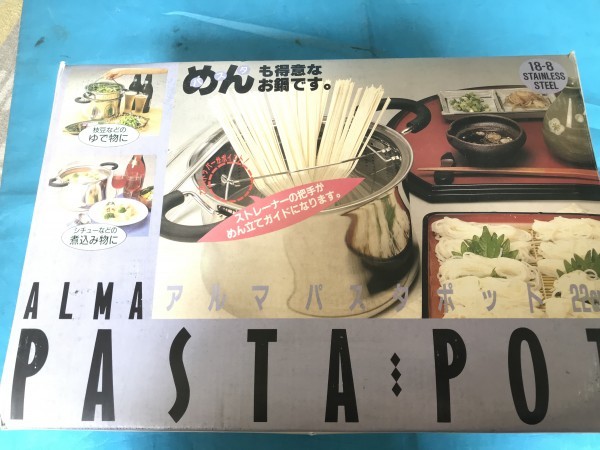 めん も得意な
お鍋です。
18-8
STAINLESS
STEEL
枝豆などの
ゆで物に
シチューなどの
煮込み物に
ストレーナーの把手が
めん立てガイドになります。
ALMA アルマパスタポット 22
PASTA POT